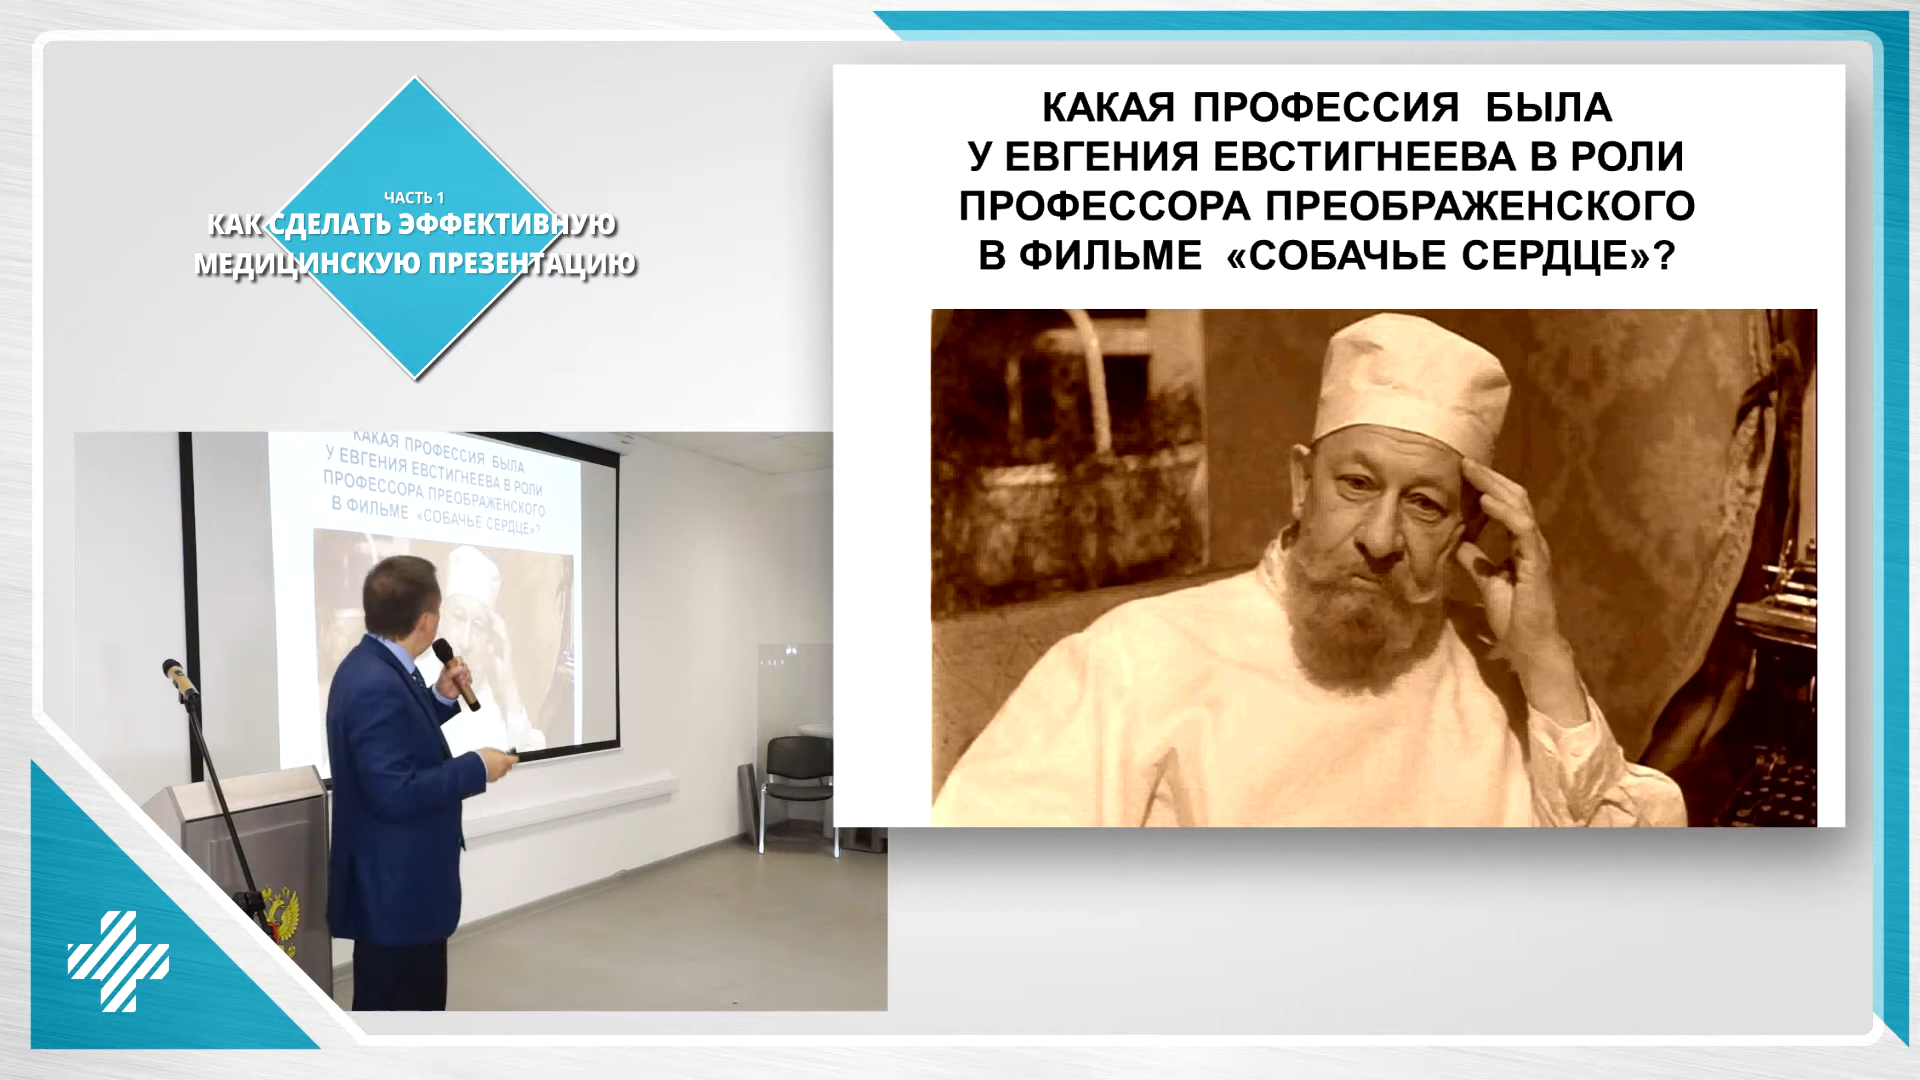 ЧАСТЬ 1
КАК СДЕЛАТЬ ЭФФЕКТИВНУЮ
МЕДИЦИНСКУЮ ПРЕЗЕНТАЦИЮ
КАКАЯ ПРОФЕССИЯ БЫЛА
У ЕВГЕНИЯ ЕВСТИГНЕЕВА В РОЛИ
ПРОФЕССОРА ПРЕОБРАЖЕНСКОГО
В ФИЛЬМЕ «СОБАЧЬЕ СЕРДЦЕ»?
КАКАЯ ПРОФЕССИЯ БЫЛА
У ЕВГЕНИЯ ЕВСТИГНЕЕВА В РОЛИ
ПРОФЕССОРА ПРЕОБРАЖЕНСКОГО
В ФИЛЬМЕ «СОБАЧЬЕ СЕРДЦЕ»?